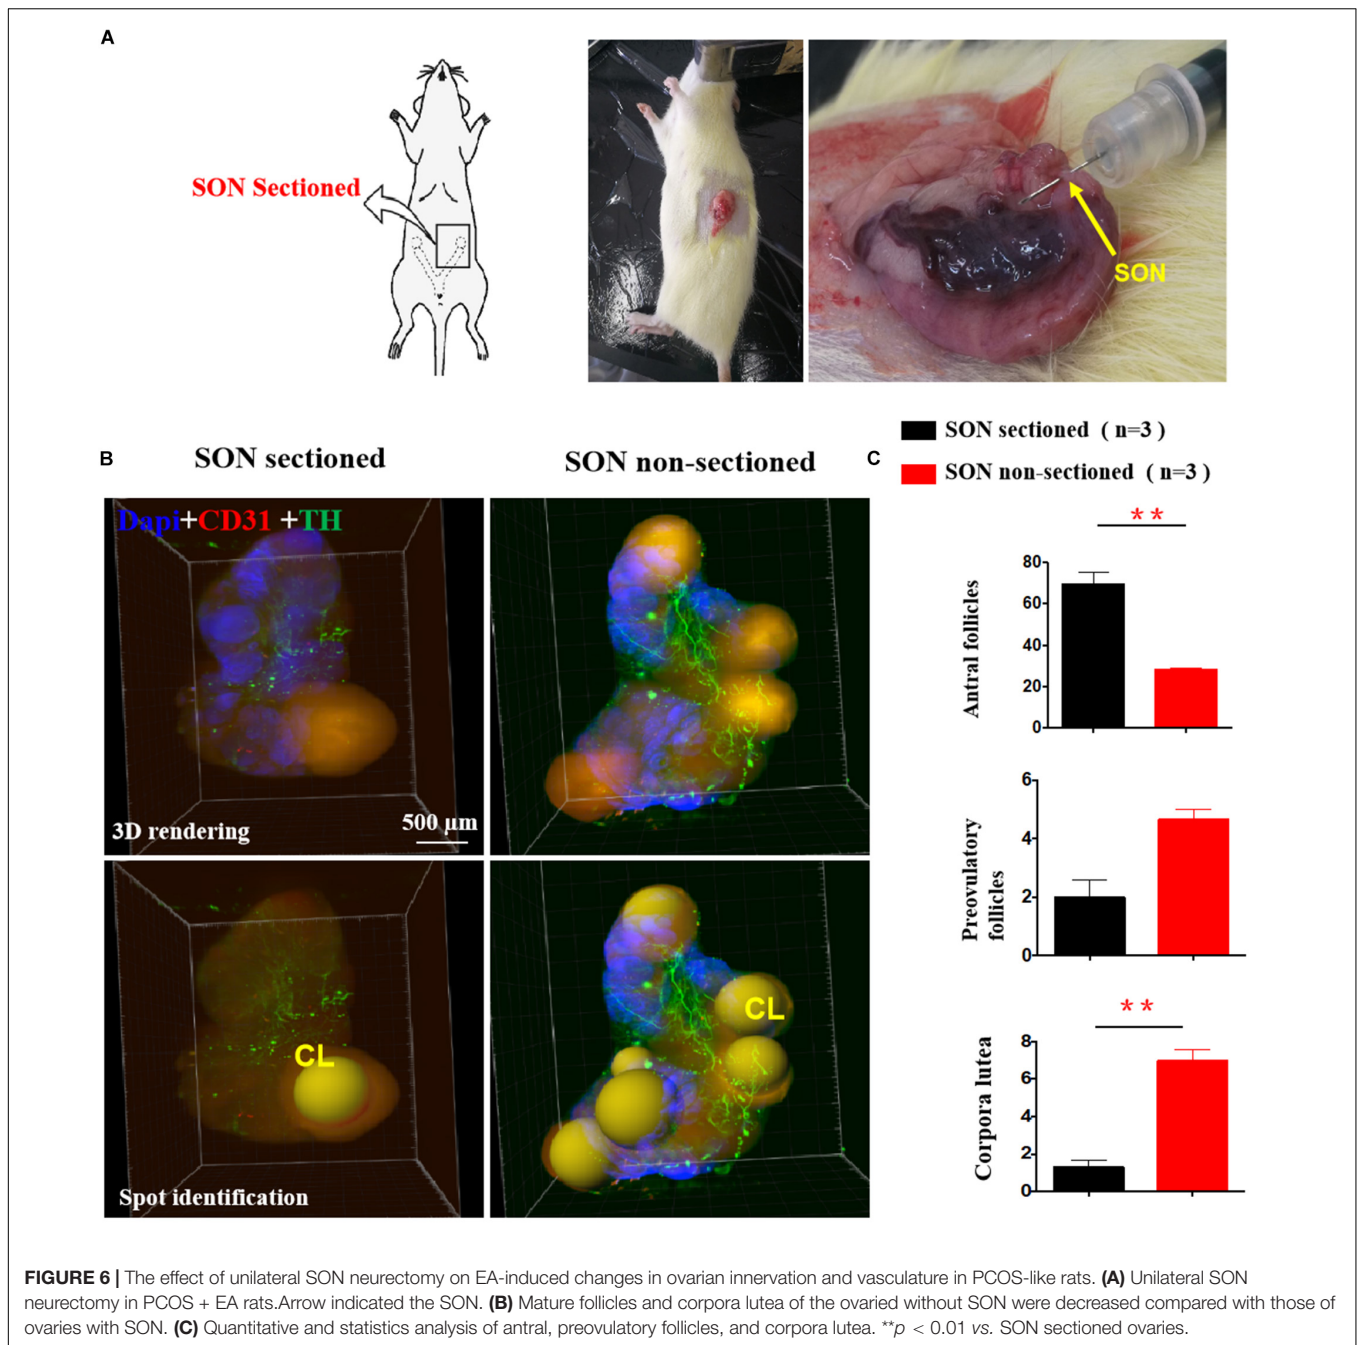 A
SON Sectioned
SON
B
SON sectioned
SON non-sectioned
Dapi+CD31 +TH
3D rendering
500 µm
CL
CL
Spot identification
C
SON sectioned ( n=3 )
SON non-sectioned ( n=3 )
**
Antral follicles
80
60
40
20
0
Preovulatory
follicles
6
4
2
0
**
Corpora lutea
8
6
4
2
0
FIGURE 6 | The effect of unilateral SON neurectomy on EA-induced changes in ovarian innervation and vasculature in PCOS-like rats. (A) Unilateral SON
neurectomy in PCOS + EA rats.Arrow indicated the SON. (B) Mature follicles and corpora lutea of the ovaried without SON were decreased compared with those of
ovaries with SON. (C) Quantitative and statistics analysis of antral, preovulatory follicles, and corpora lutea. **p < 0.01 vs. SON sectioned ovaries.